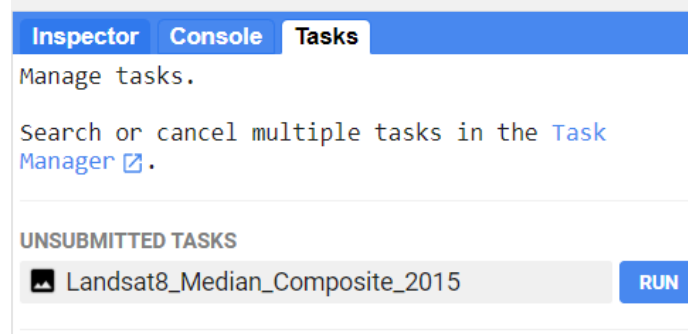 Inspector Console Tasks
Manage tasks.
Search or cancel multiple tasks in the Task
Manager.
UNSUBMITTED TASKS
Landsat8_Median_Composite_2015 RUN